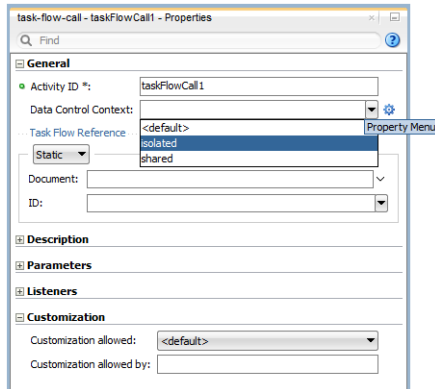 task-flow-call - taskFlowCall1 - Properties
Find
General
Activity ID *: taskFlowCall1
Data Control Context:
<default>
Property Menu
Task Flow Reference
isolated
Static
shared
Document:
ID:
Description
Parameters
Listeners
Customization
Customization allowed: <default>
Customization allowed by: